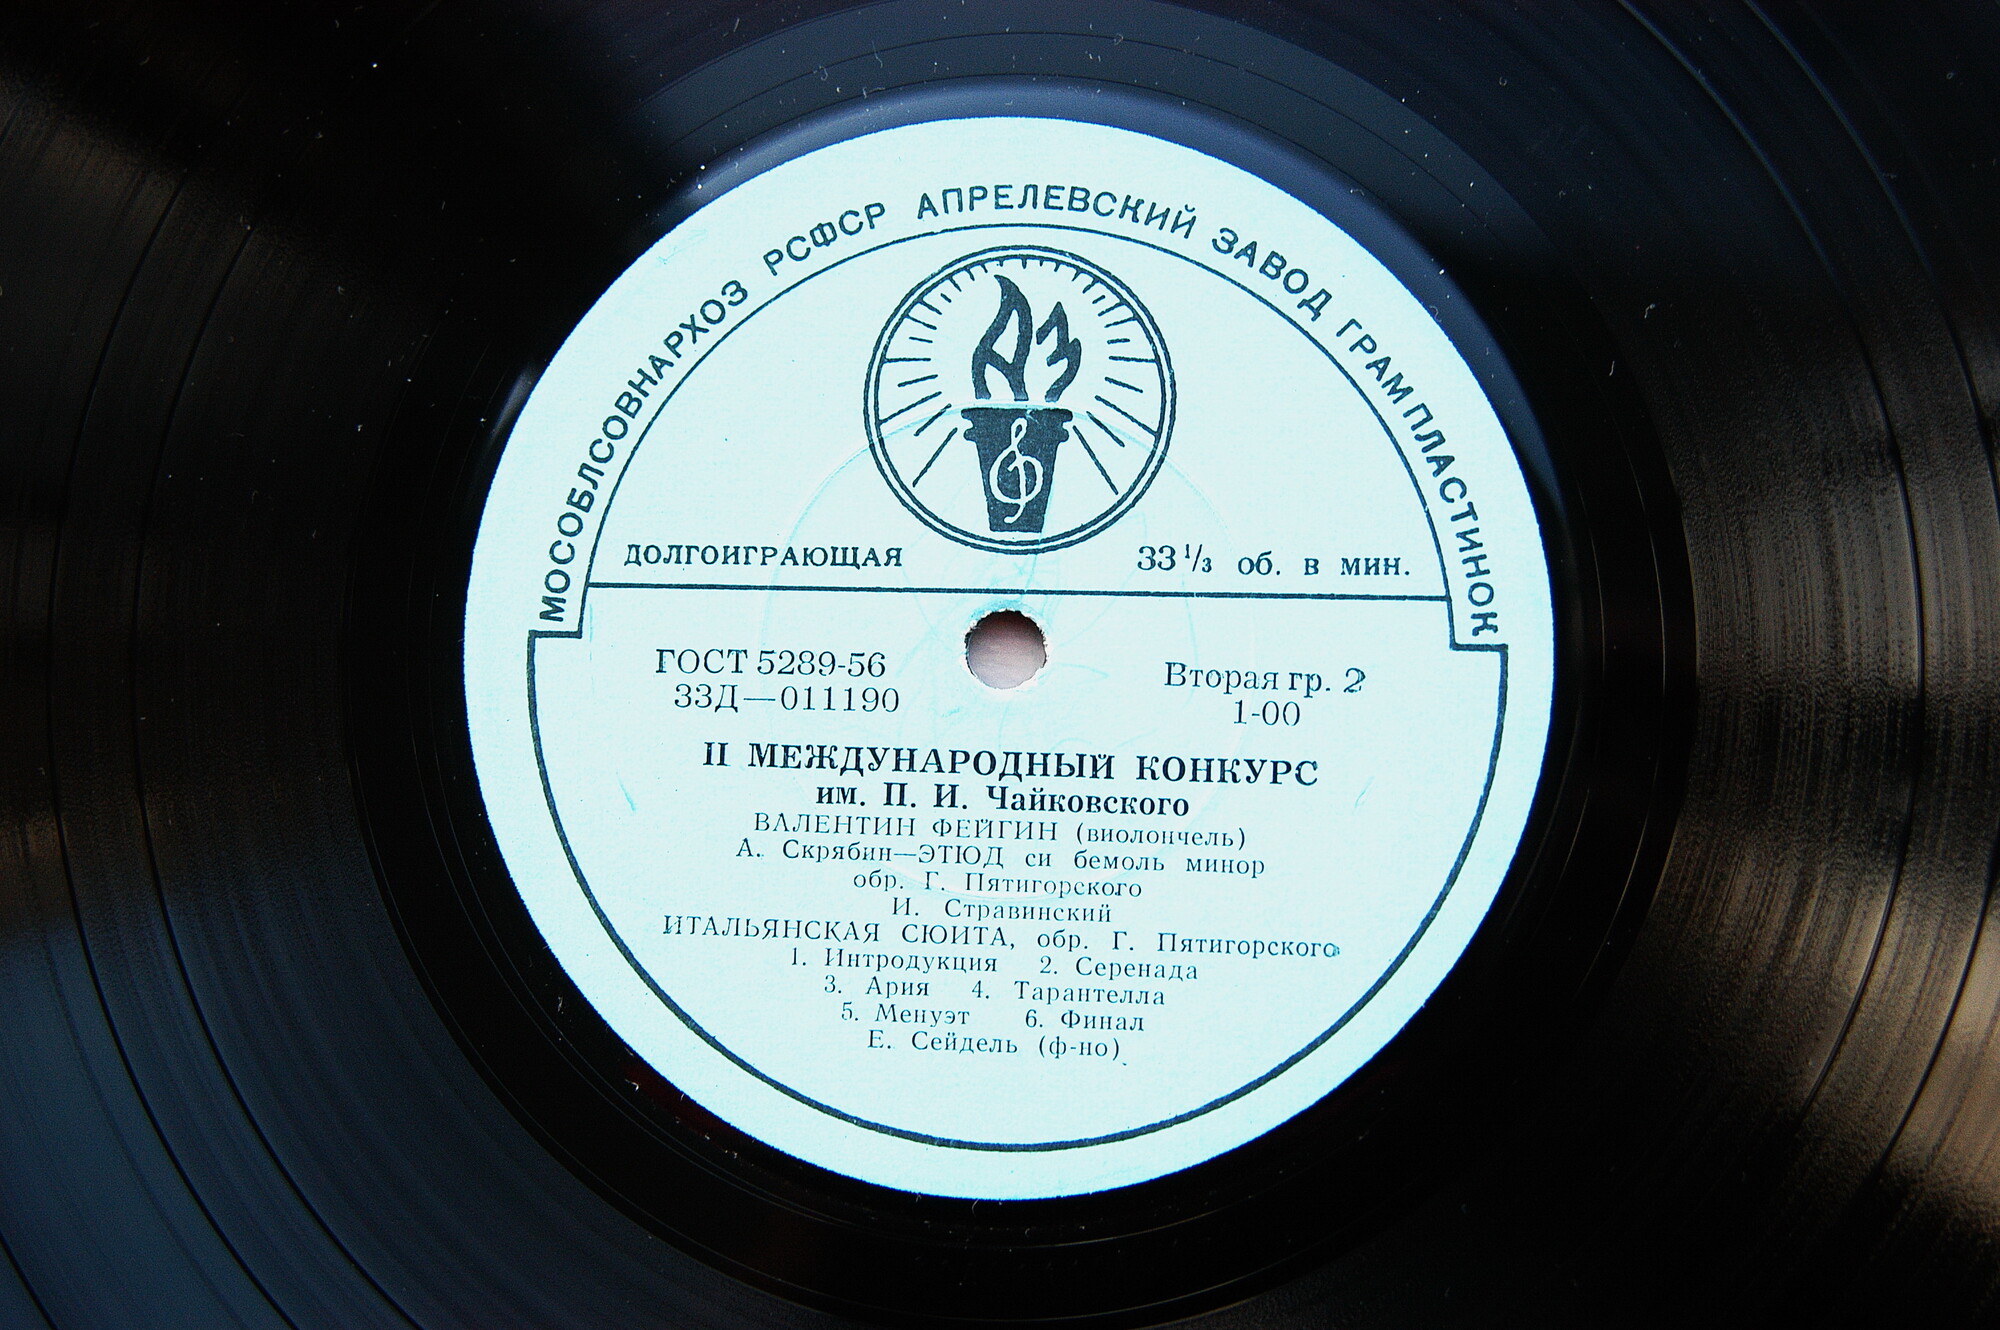 МОСОБЛСОВНАРХОЗ РСФСР АПРЕЛЕВСКИЙ ЗАВОД ГРАМПЛАСТИНОК
АЗ
ДОЛГОИГРАЮЩАЯ 33 1/3 об. в мин.
ГОСТ 5289-56 Вторая гр. 2
33Д—011190 1-00
II МЕЖДУНАРОДНЫЙ КОНКУРС
им. П. И. Чайковского
ВАЛЕНТИН ФЕЙГИН (виолончель)
А. Скрябин—ЭТЮД си бемоль минор
обр. Г. Пятигорского
И. Стравинский
ИТАЛЬЯНСКАЯ СЮИТА, обр. Г. Пятигорского
1. Интродукция 2. Серенада
3. Ария 4. Тарантелла
5. Менуэт 6. Финал
Е. Сейдель (ф-но)